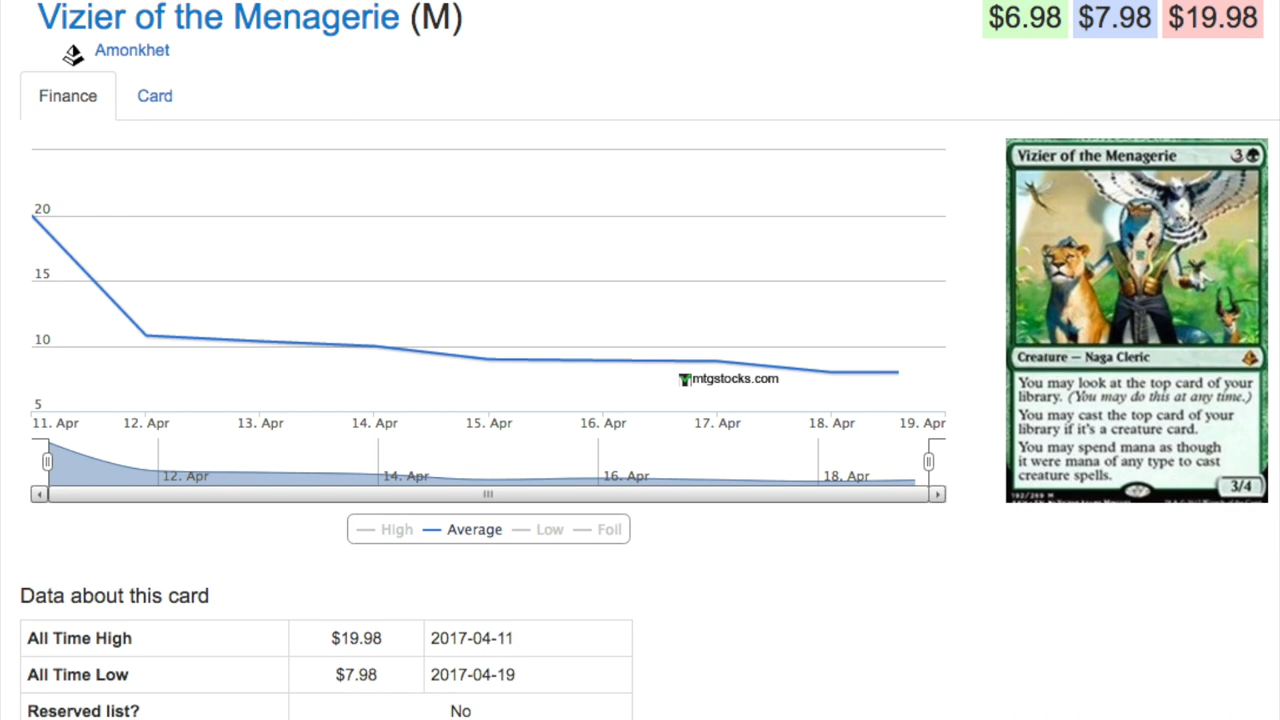 Vizier of the Menagerie (M)
$6.98 $7.98 $19.98
Amonkhet
Finance Card
20
15
10
5
mtgstocks.com
11. Apr 12. Apr 13. Apr 14. Apr 15. Apr 16. Apr 17. Apr 18. Apr 19. Apr
12. Apr 14. Apr 16. Apr 18. Apr
High Average Low Foil
Vizier of the Menagerie 3
Creature — Naga Cleric
You may look at the top card of your
library. (You may do this at any time.)
You may cast the top card of your
library if it's a creature card.
You may spend mana as though
it were mana of any type to cast
creature spells.
3/4
192/269 M
Data about this card
All Time High $19.98 2017-04-11
All Time Low $7.98 2017-04-19
Reserved list? No